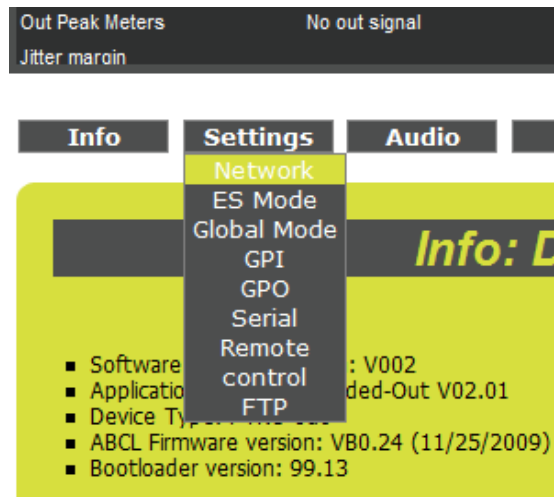 Out Peak Meters No out signal
Jitter margin
Info Settings Audio
Network
ES Mode
Global Mode
GPI
GPO
Serial
Remote
control
FTP
Info:
Software : V002
ded-Out V02.01
Device
ABCL Firmware version: VB0.24 (11/25/2009)
Bootloader version: 99.13